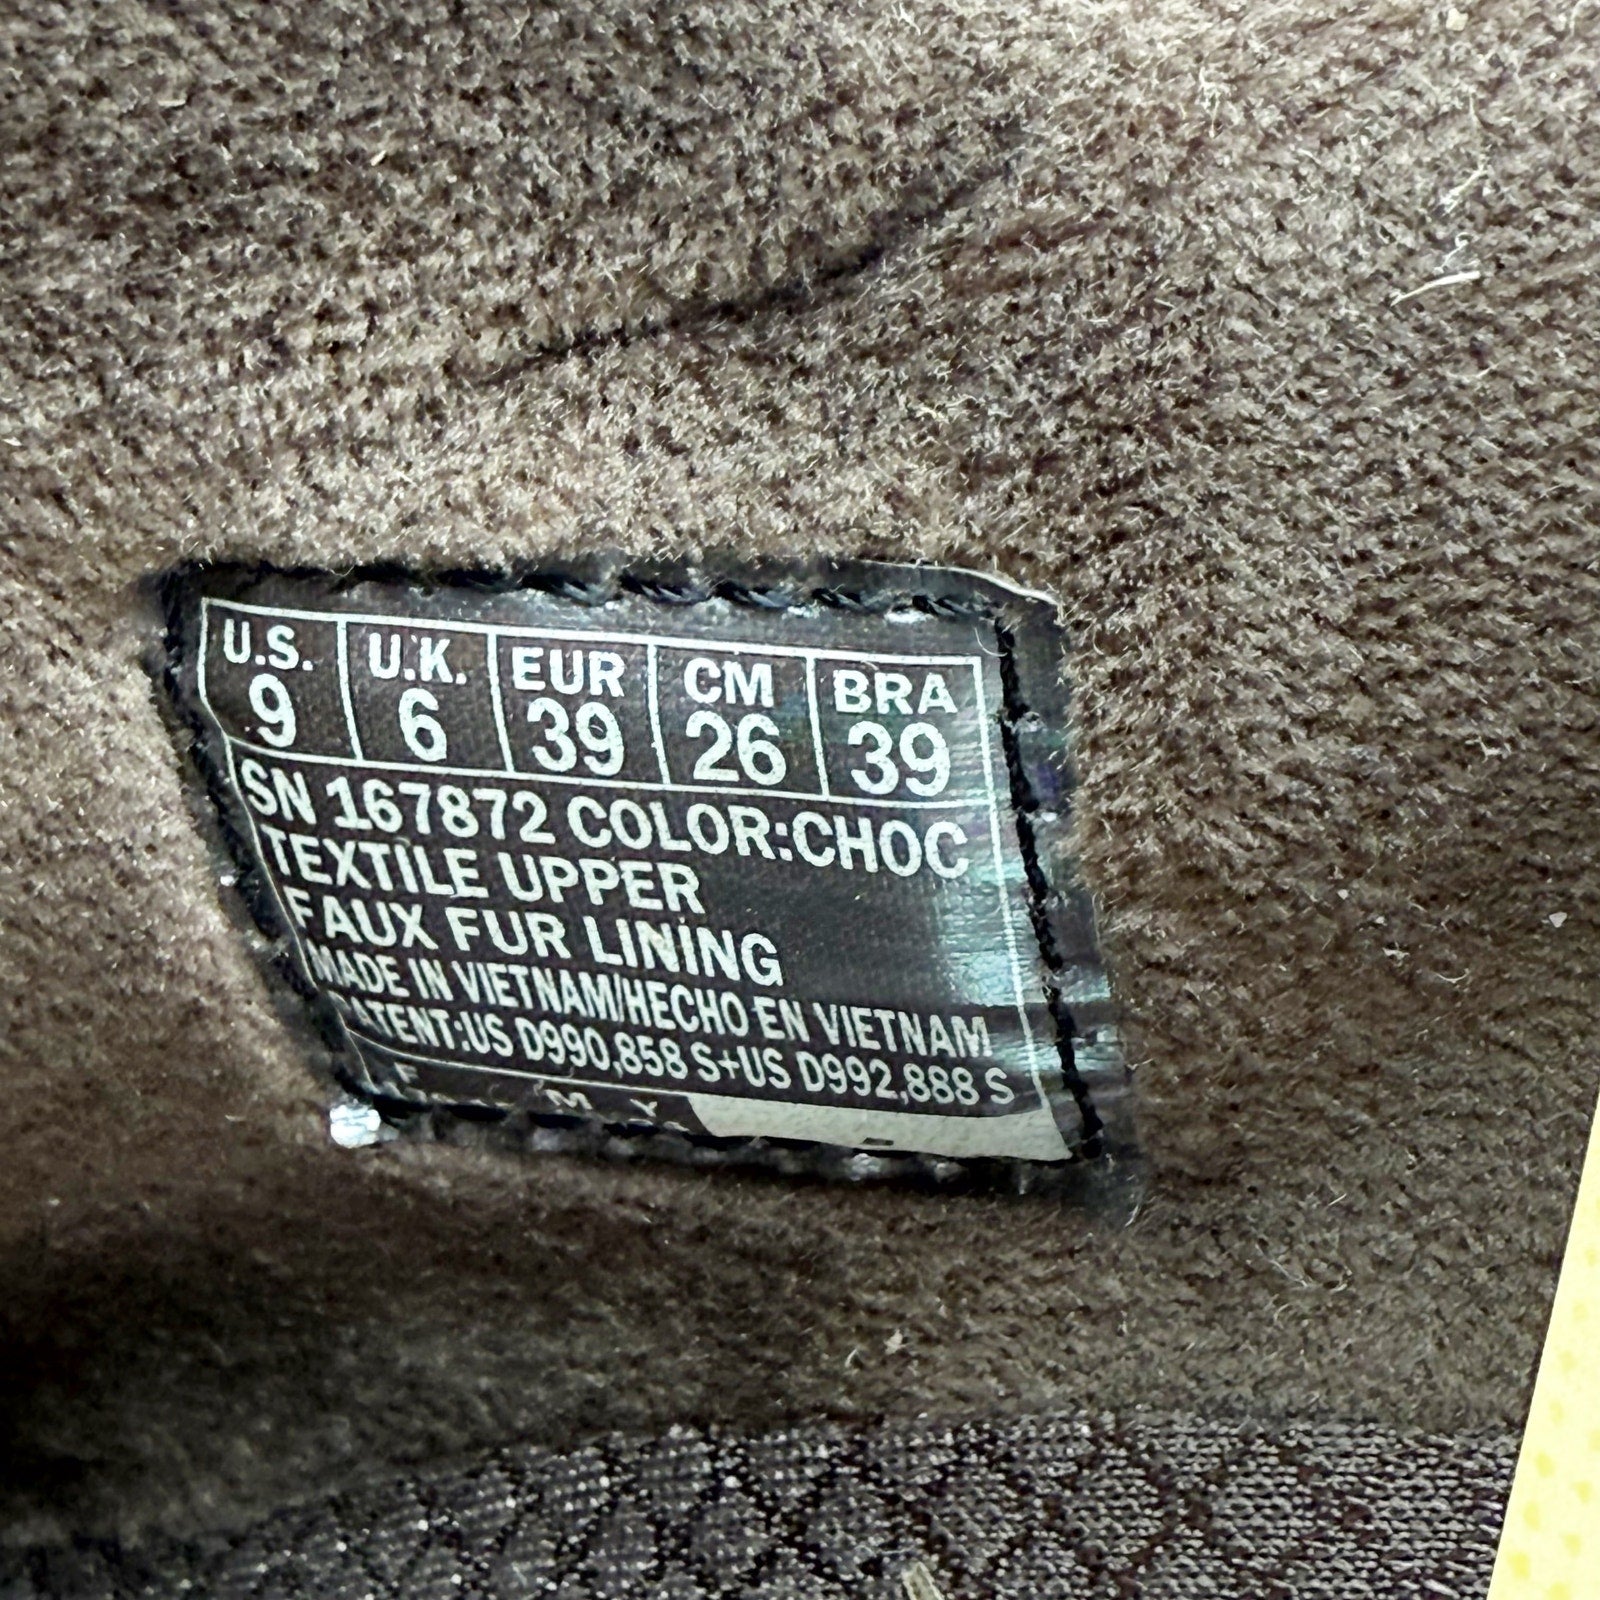 U.S. U.K. EUR CM BRA
9 6 39 26 39
SN 167872 COLOR:CHOC
TEXTILE UPPER
FAUX FUR LINING
MADE IN VIETNAM/HECHO EN VIETNAM
PATENT:US D990,858 S+US D992,888 S